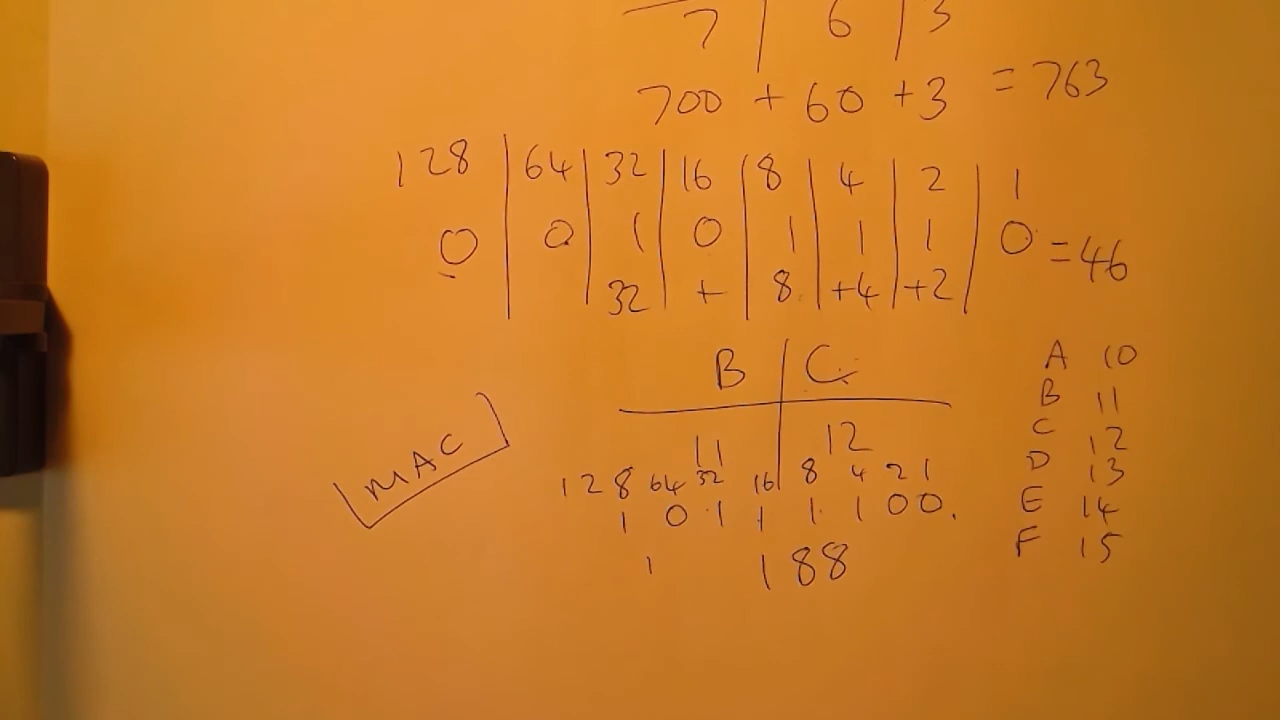 7 | 6 | 3
700 + 60 + 3 = 763
128 | 64 | 32 | 16 | 8 | 4 | 2 | 1
0 | 0 | 1 | 0 | 1 | 1 | 1 | 0 = 46
32 + 8 +4 +2
B | C
11 | 12
128 64 32 16 8 4 2 1
1 0 1 1 1 1 0 0.
1 188
MAC
A 10
B 11
C 12
D 13
E 14
F 15